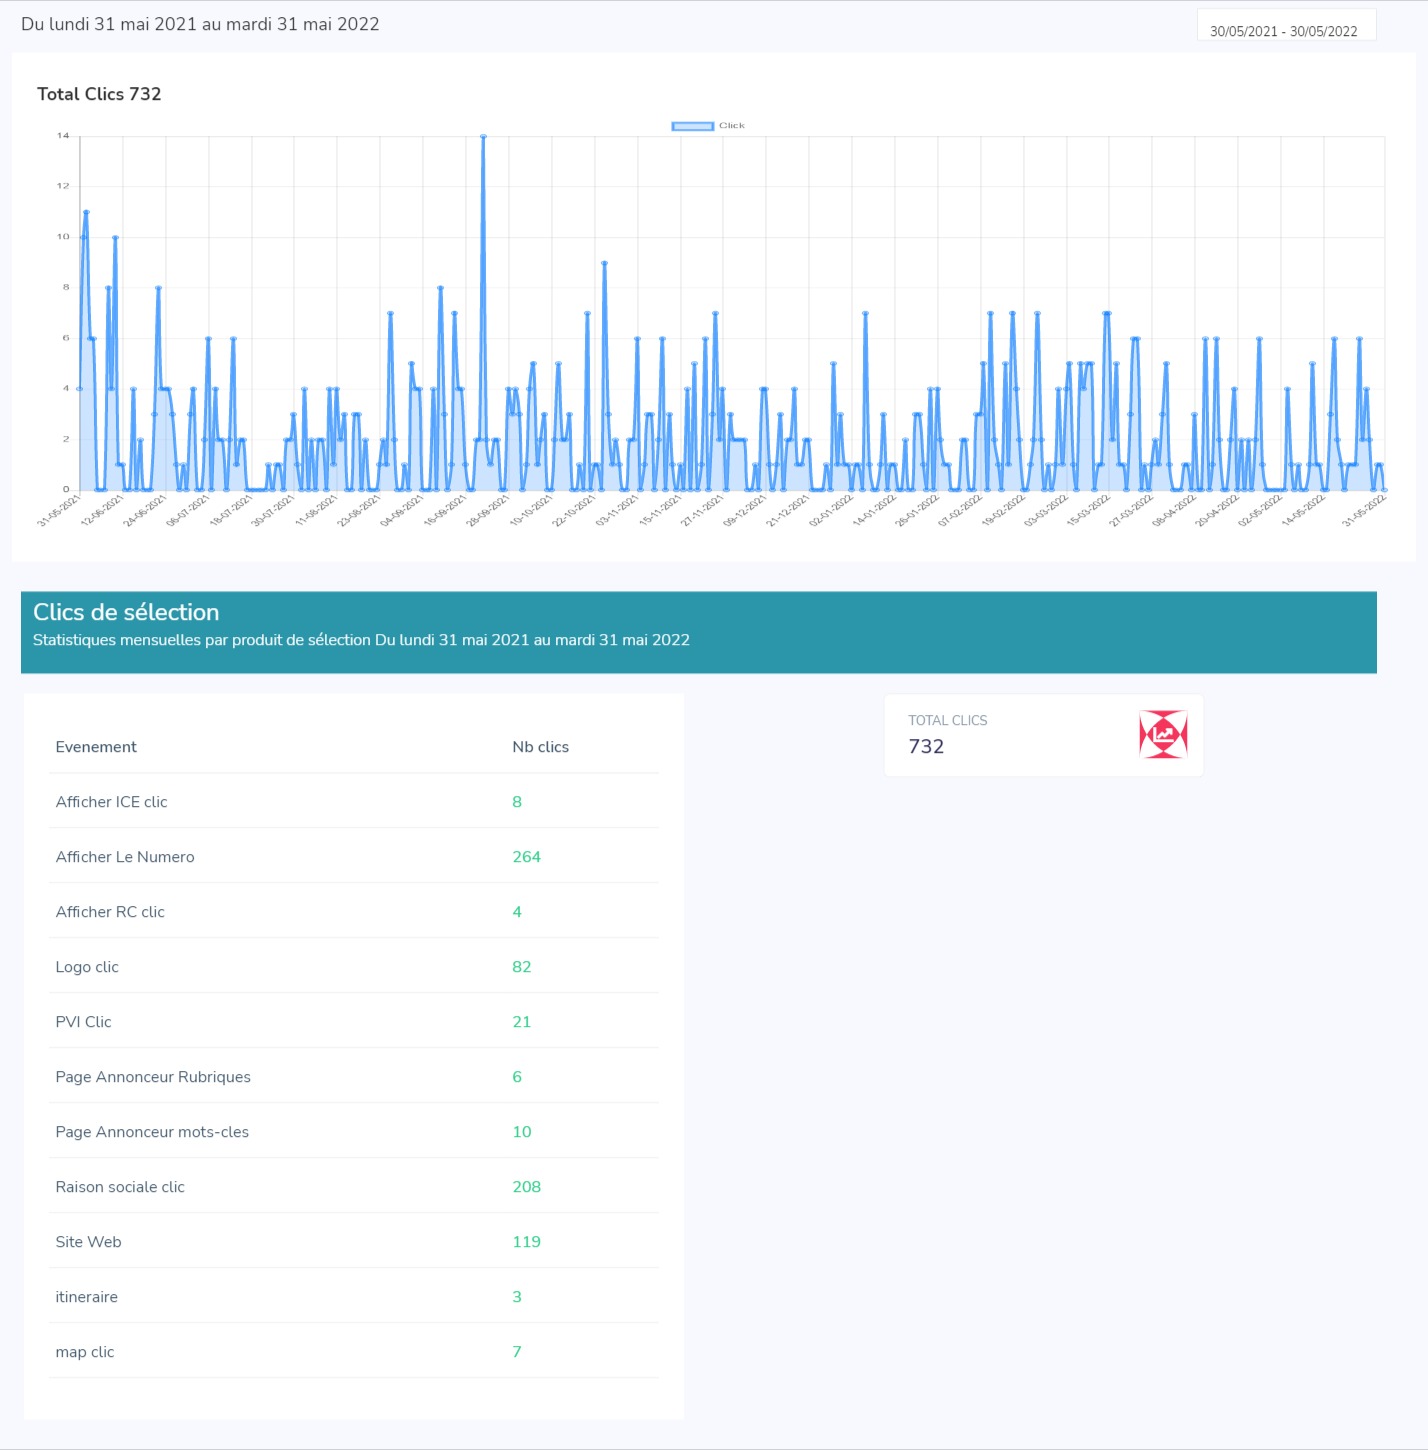 Du lundi 31 mai 2021 au mardi 31 mai 2022
30/05/2021 - 30/05/2022
Total Clics 732
Click
14
12
10
8
6
4
2
0
31-05-2021
12-06-2021
24-06-2021
06-07-2021
18-07-2021
30-07-2021
11-08-2021
23-08-2021
04-09-2021
16-09-2021
28-09-2021
10-10-2021
22-10-2021
03-11-2021
15-11-2021
27-11-2021
09-12-2021
21-12-2021
02-01-2022
14-01-2022
26-01-2022
07-02-2022
19-02-2022
03-03-2022
15-03-2022
27-03-2022
08-04-2022
20-04-2022
02-05-2022
14-05-2022
31-05-2022
Clics de sélection
Statistiques mensuelles par produit de sélection Du lundi 31 mai 2021 au mardi 31 mai 2022
Evenement Nb clics
Afficher ICE clic 8
Afficher Le Numero 264
Afficher RC clic 4
Logo clic 82
PVI Clic 21
Page Annonceur Rubriques 6
Page Annonceur mots-cles 10
Raison sociale clic 208
Site Web 119
itineraire 3
map clic 7
TOTAL CLICS
732